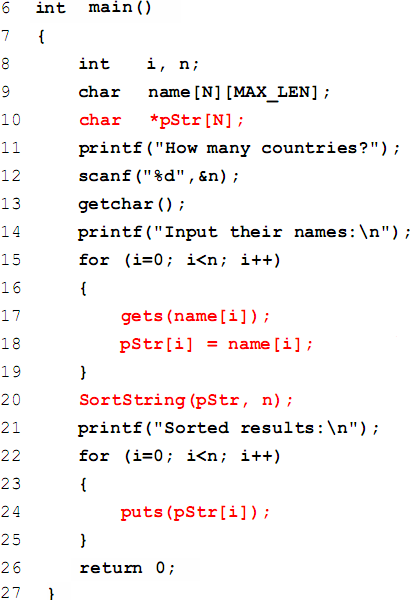 6 int main()
7 {
8 int i, n;
9 char name[N][MAX_LEN];
10 char *pStr[N];
11 printf("How many countries?");
12 scanf("%d",&n);
13 getchar();
14 printf("Input their names:\n");
15 for (i=0; i<n; i++)
16 {
17 gets(name[i]);
18 pStr[i] = name[i];
19 }
20 SortString(pStr, n);
21 printf("Sorted results:\n");
22 for (i=0; i<n; i++)
23 {
24 puts(pStr[i]);
25 }
26 return 0;
27 }